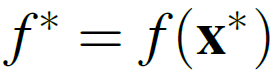 f* = f(x*)